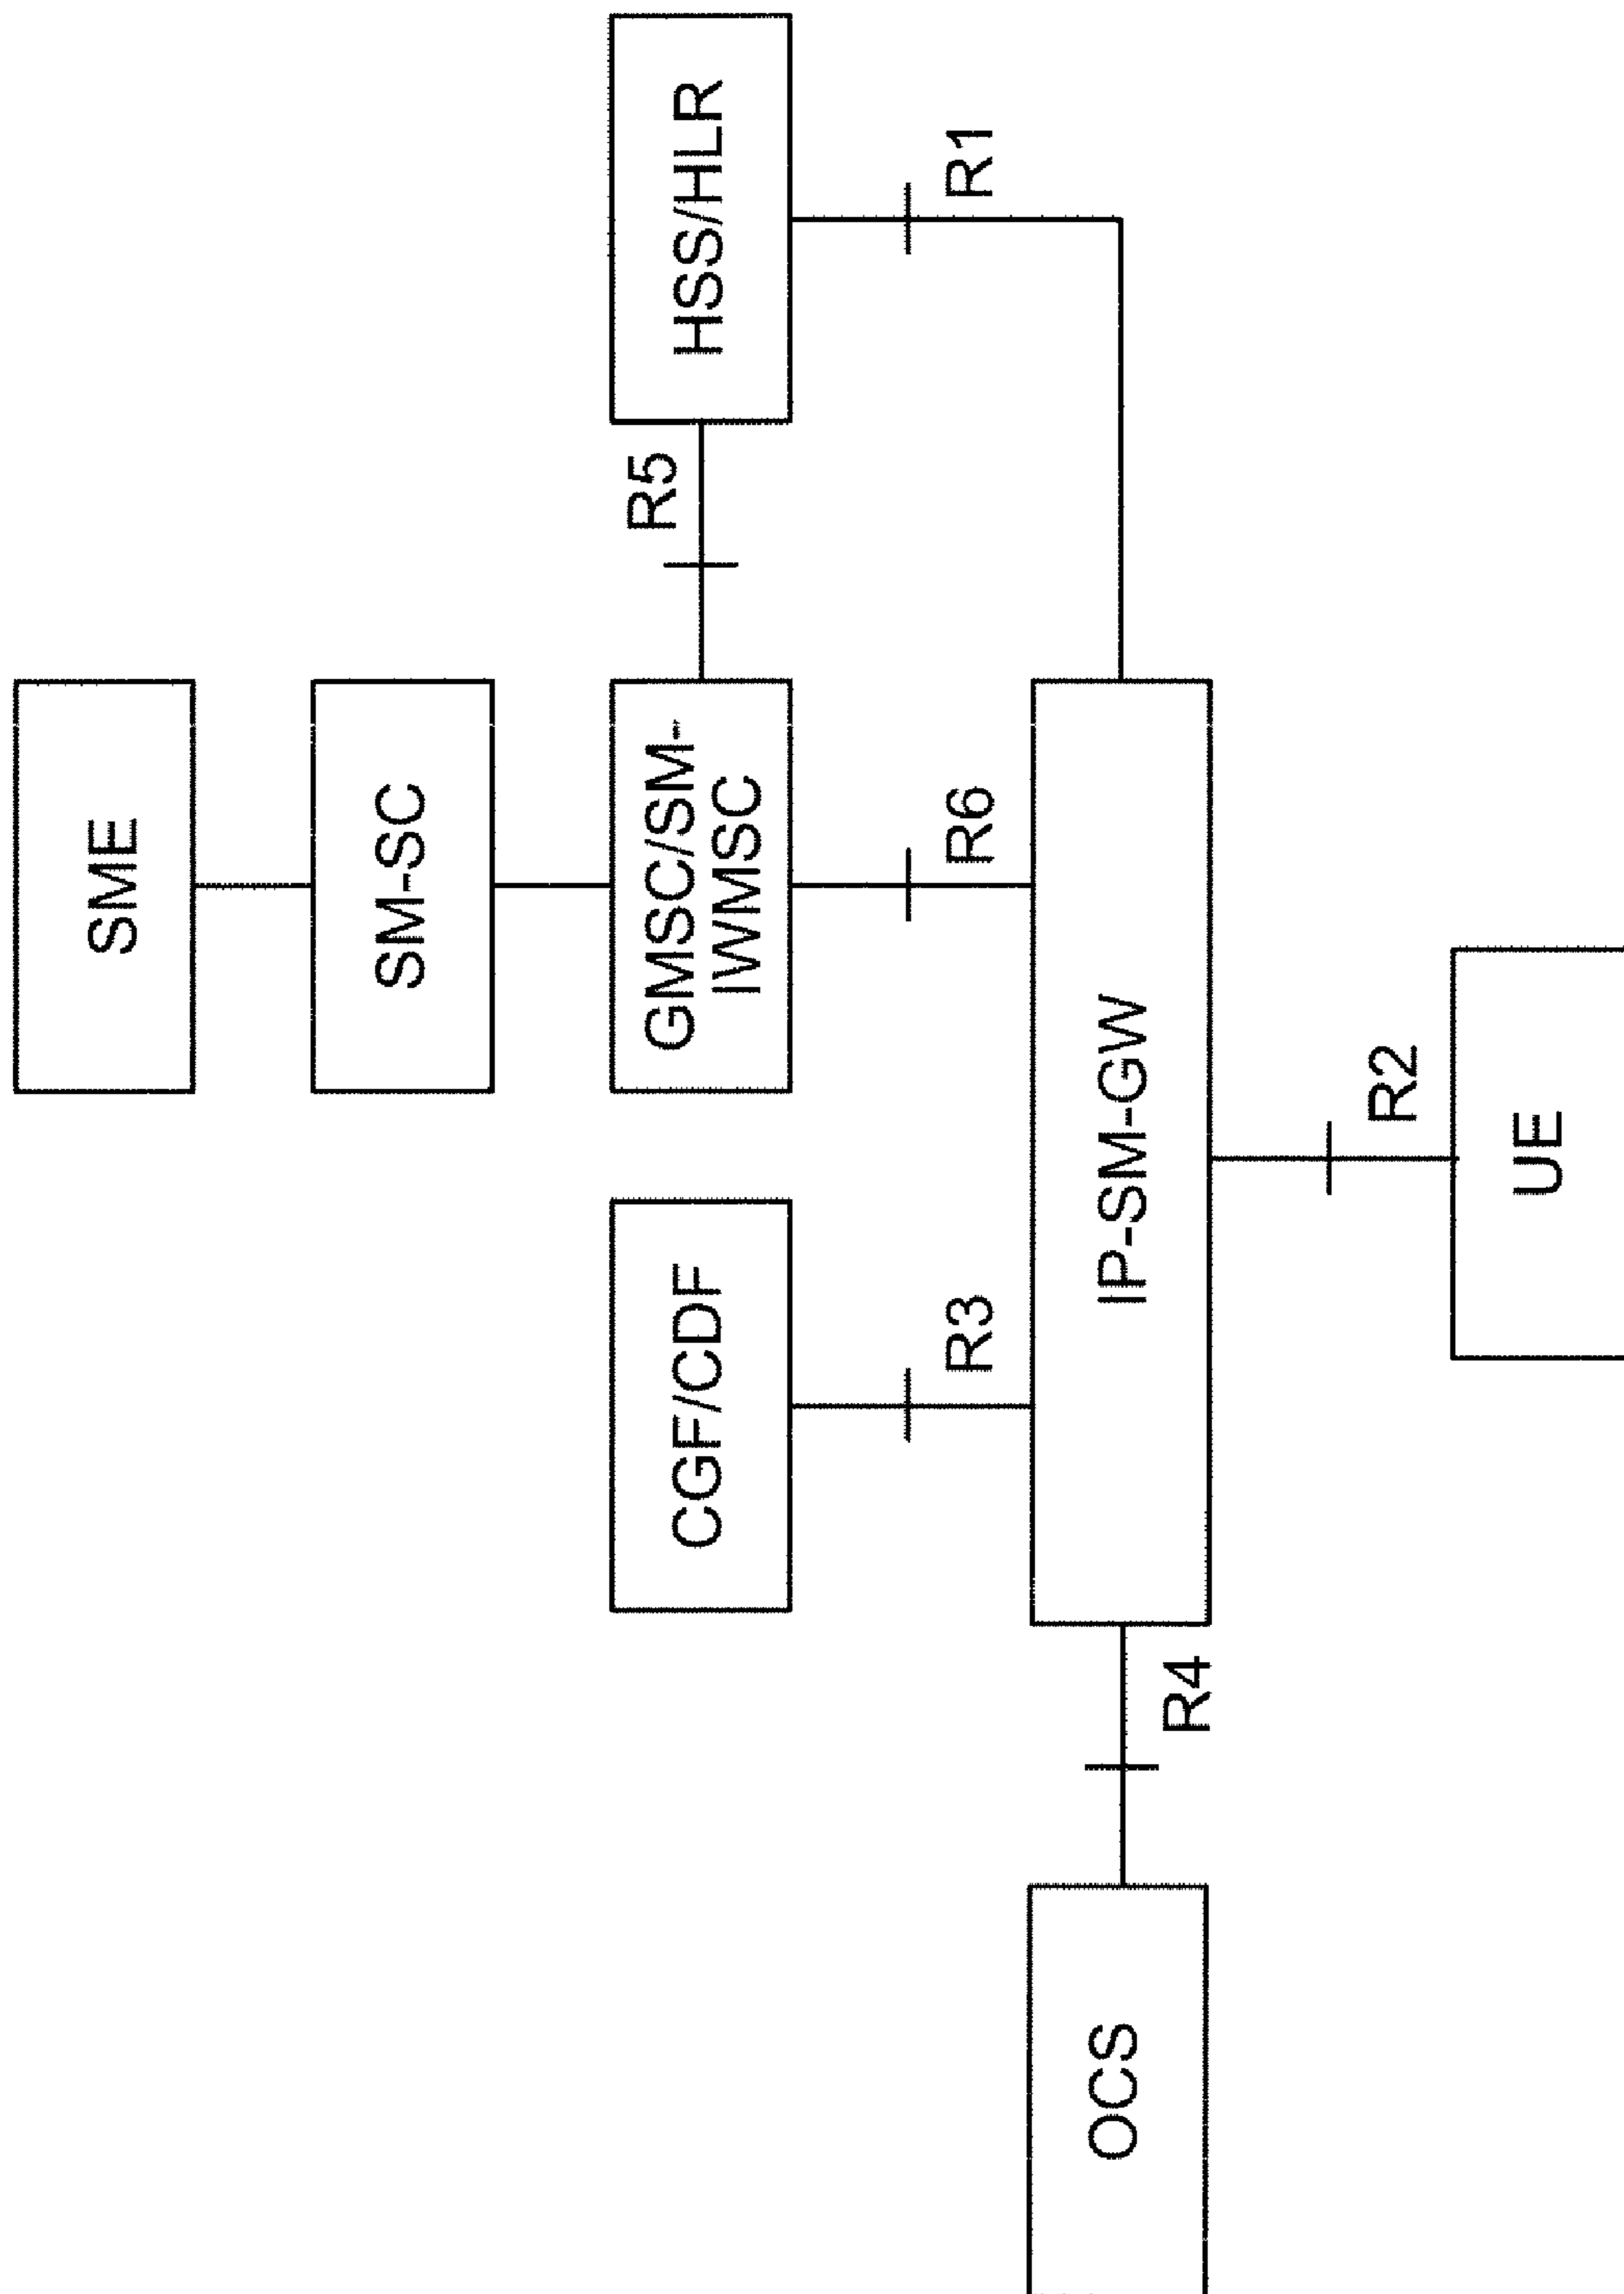 SME
SM-SC
R5
CGF/CDF
GMSC/SM-
IWMSC
HSS/HLR
R3
R6
R1
OCS
R4
IP-SM-GW
R2
UE